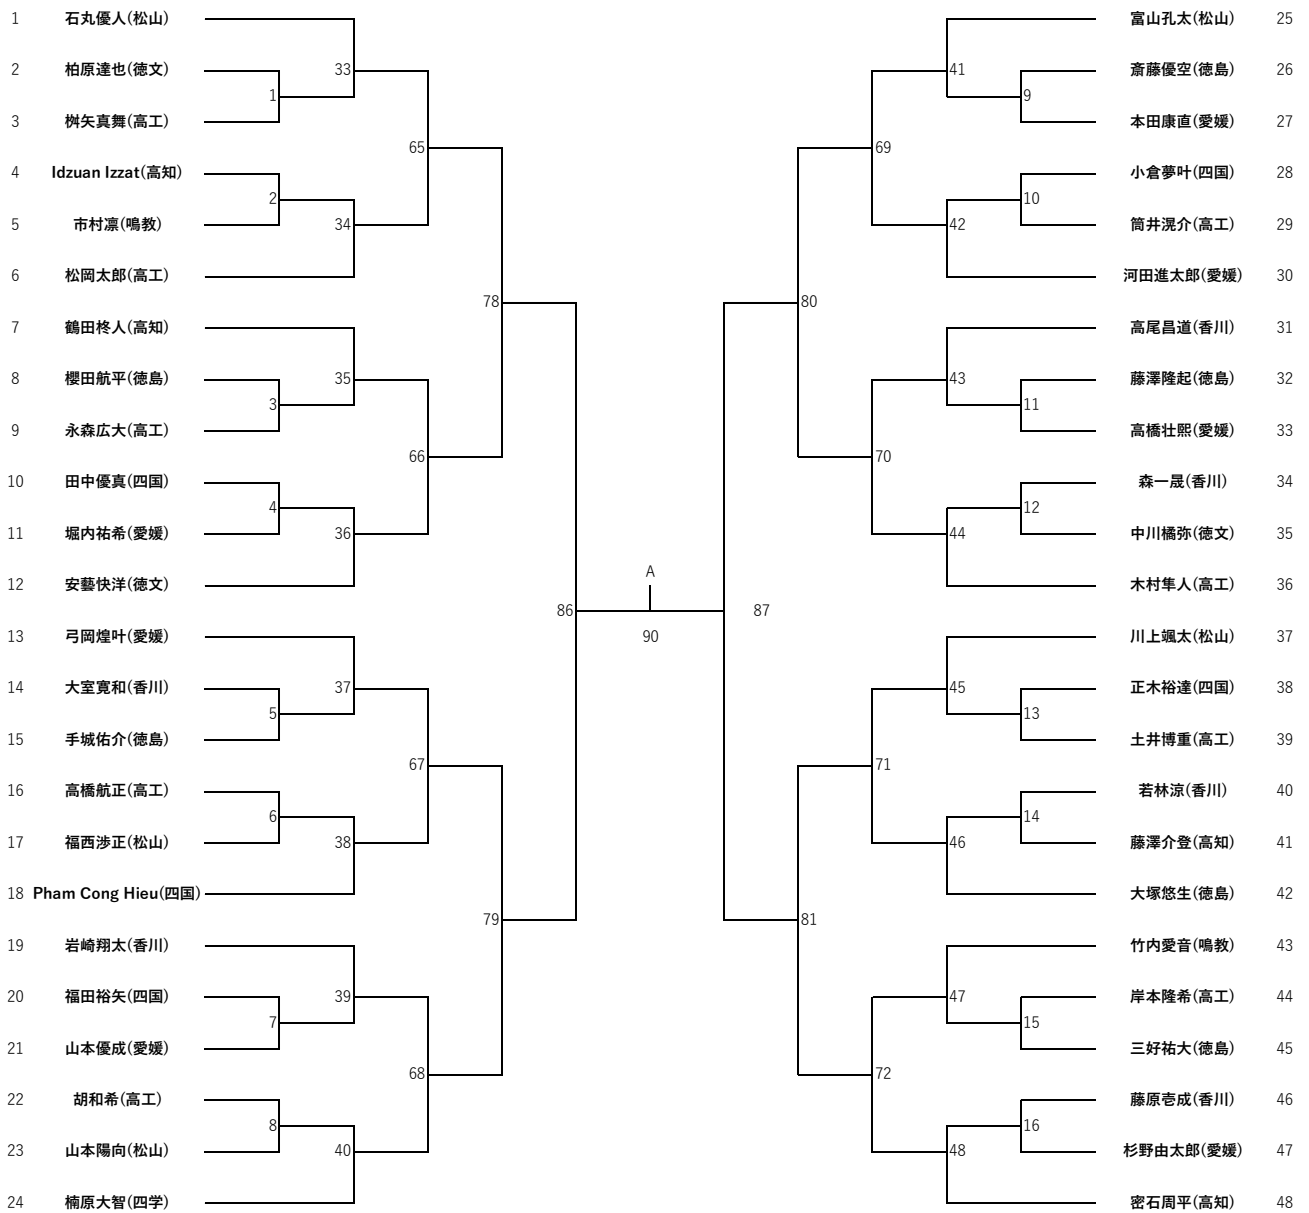 1 石丸優人(松山)
2 柏原達也(徳文)
3 桝矢真舞(高工)
4 Idzuan Izzat(高知)
5 市村凛(鳴教)
6 松岡太郎(高工)
7 鶴田柊人(高知)
8 櫻田航平(徳島)
9 永森広大(高工)
10 田中優真(四国)
11 堀内祐希(愛媛)
12 安藝快洋(徳文)
13 弓岡煌叶(愛媛)
14 大室寛和(香川)
15 手城佑介(徳島)
16 高橋航正(高工)
17 福西渉正(松山)
18 Pham Cong Hieu(四国)
19 岩崎翔太(香川)
20 福田裕矢(四国)
21 山本優成(愛媛)
22 胡和希(高工)
23 山本陽向(松山)
24 楠原大智(四学)
1
2
3
4
5
6
7
8
33
34
35
36
37
38
39
40
65
66
67
68
78
79
86
A
90
87
80
81
69
70
71
72
41
42
43
44
45
46
47
48
9
10
11
12
13
14
15
16
富山孔太(松山) 25
斎藤優空(徳島) 26
本田康直(愛媛) 27
小倉夢叶(四国) 28
筒井滉介(高工) 29
河田進太郎(愛媛) 30
高尾昌道(香川) 31
藤澤隆起(徳島) 32
高橋壮熙(愛媛) 33
森一晟(香川) 34
中川橘弥(徳文) 35
木村隼人(高工) 36
川上颯太(松山) 37
正木裕達(四国) 38
土井博重(高工) 39
若林涼(香川) 40
藤澤介登(高知) 41
大塚悠生(徳島) 42
竹内愛音(鳴教) 43
岸本隆希(高工) 44
三好祐大(徳島) 45
藤原壱成(香川) 46
杉野由太郎(愛媛) 47
密石周平(高知) 48